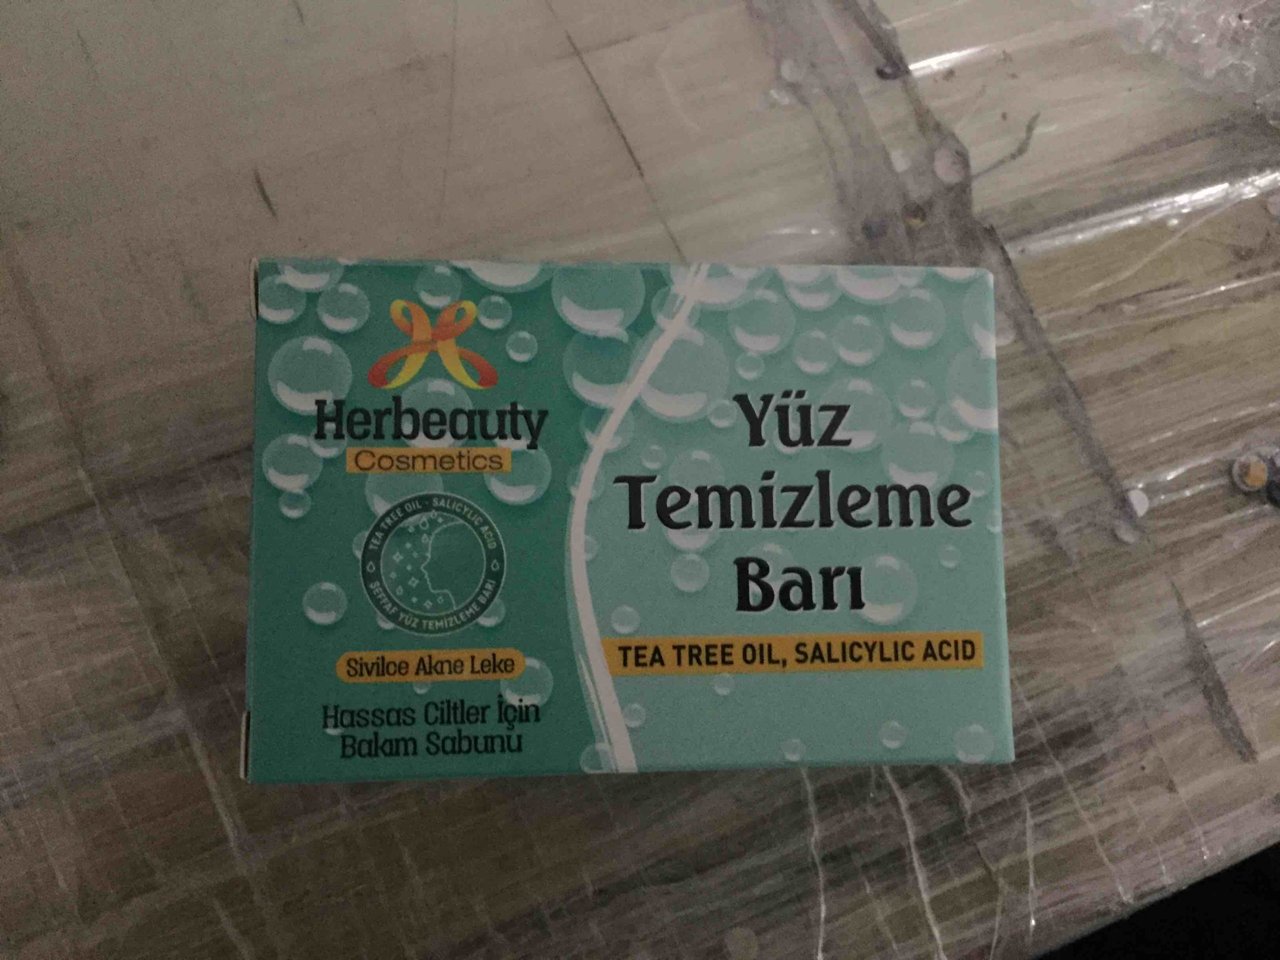 Herbeauty
Cosmetics
TEA TREE OIL - SALICYLIC ACID
ŞEFFAF YÜZ TEMİZLEME BARI
Sivilce Akne Leke
Hassas Ciltler İçin
Bakım Sabunu
Yüz
Temizleme
Barı
TEA TREE OIL, SALICYLIC ACID